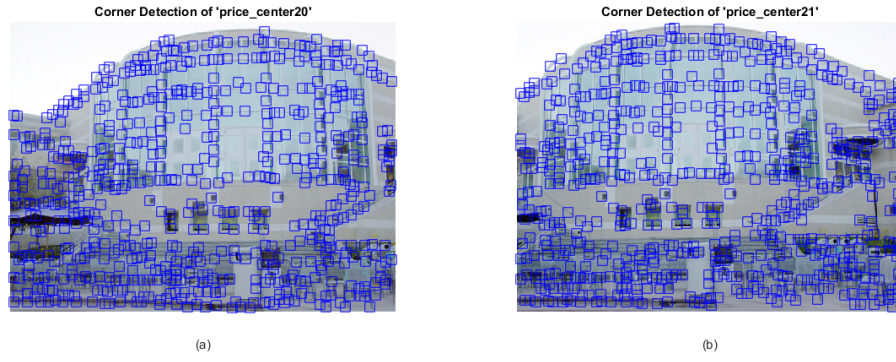 Corner Detection of 'price_center20'
Corner Detection of 'price_center21'
(a)
(b)